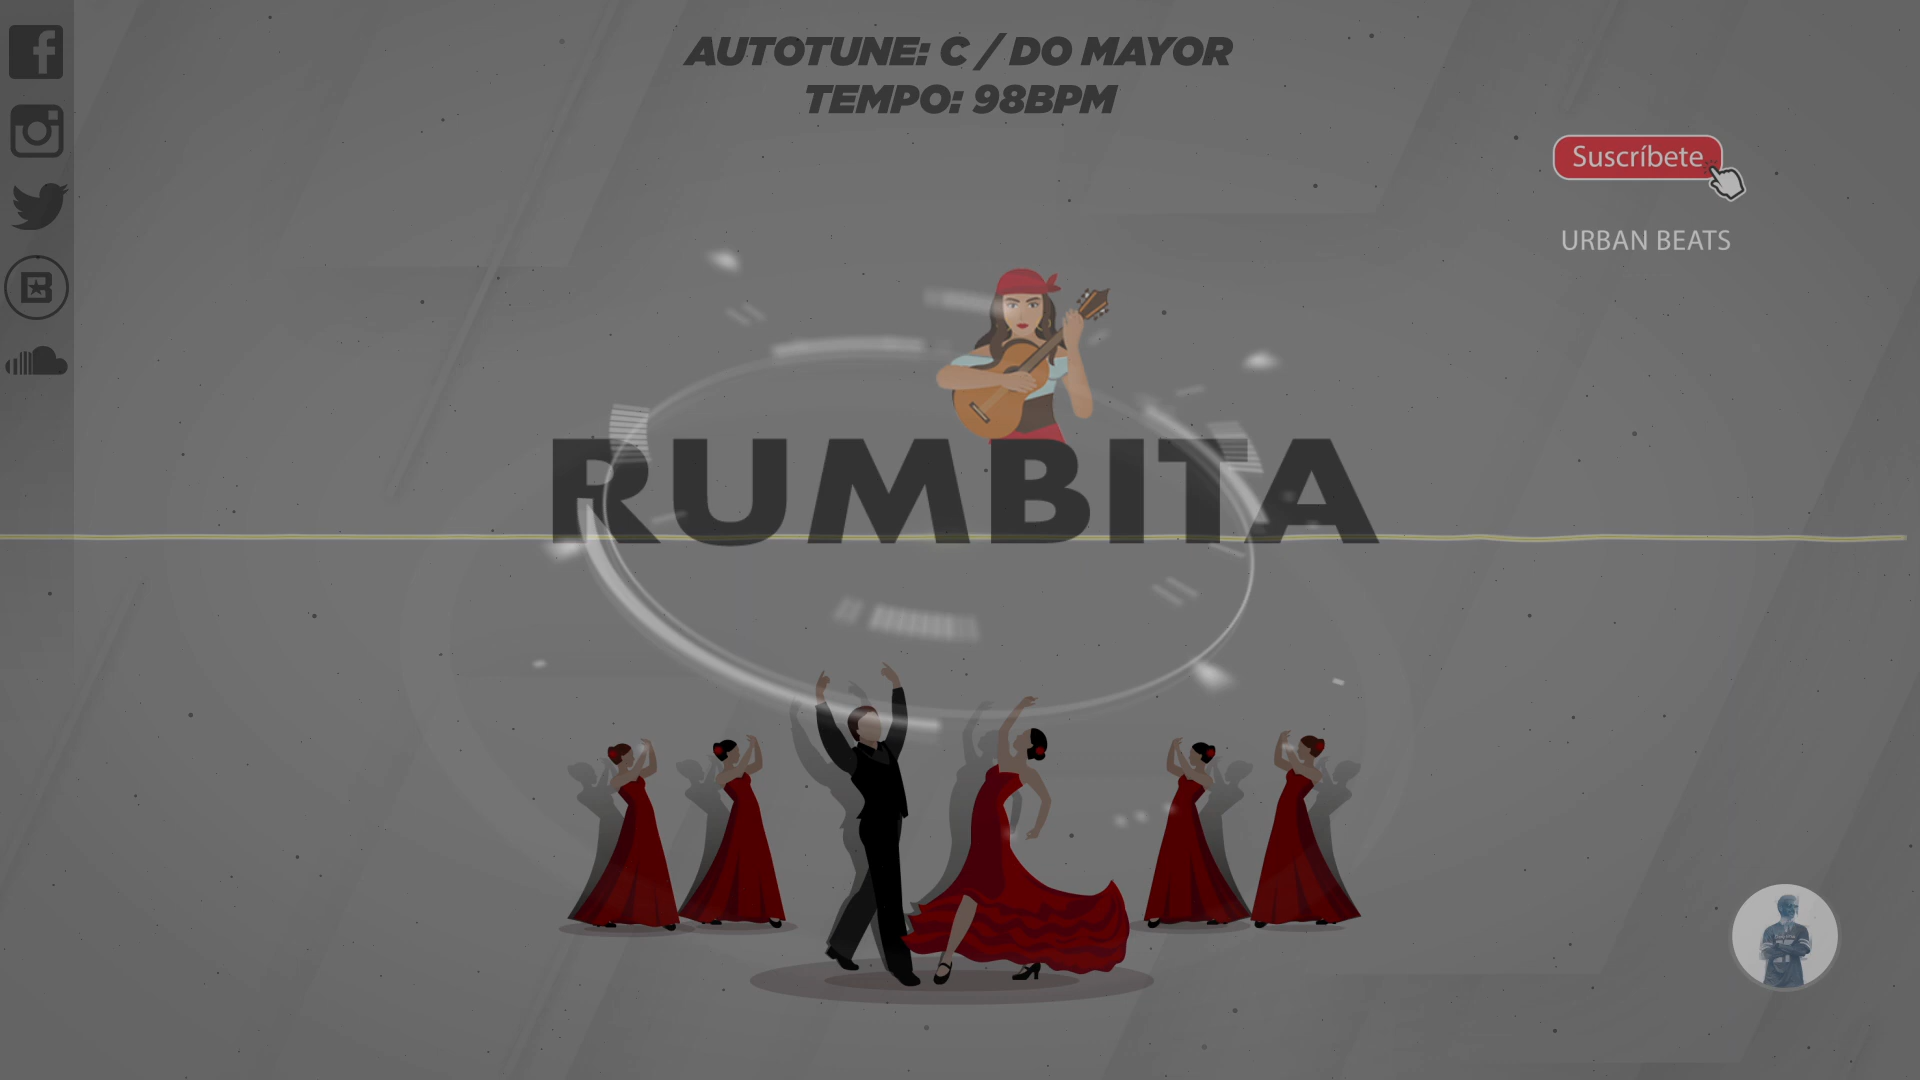 AUTOTUNE: C / DO MAYOR
TEMPO: 98BPM
Suscríbete
URBAN BEATS
RUMBITA